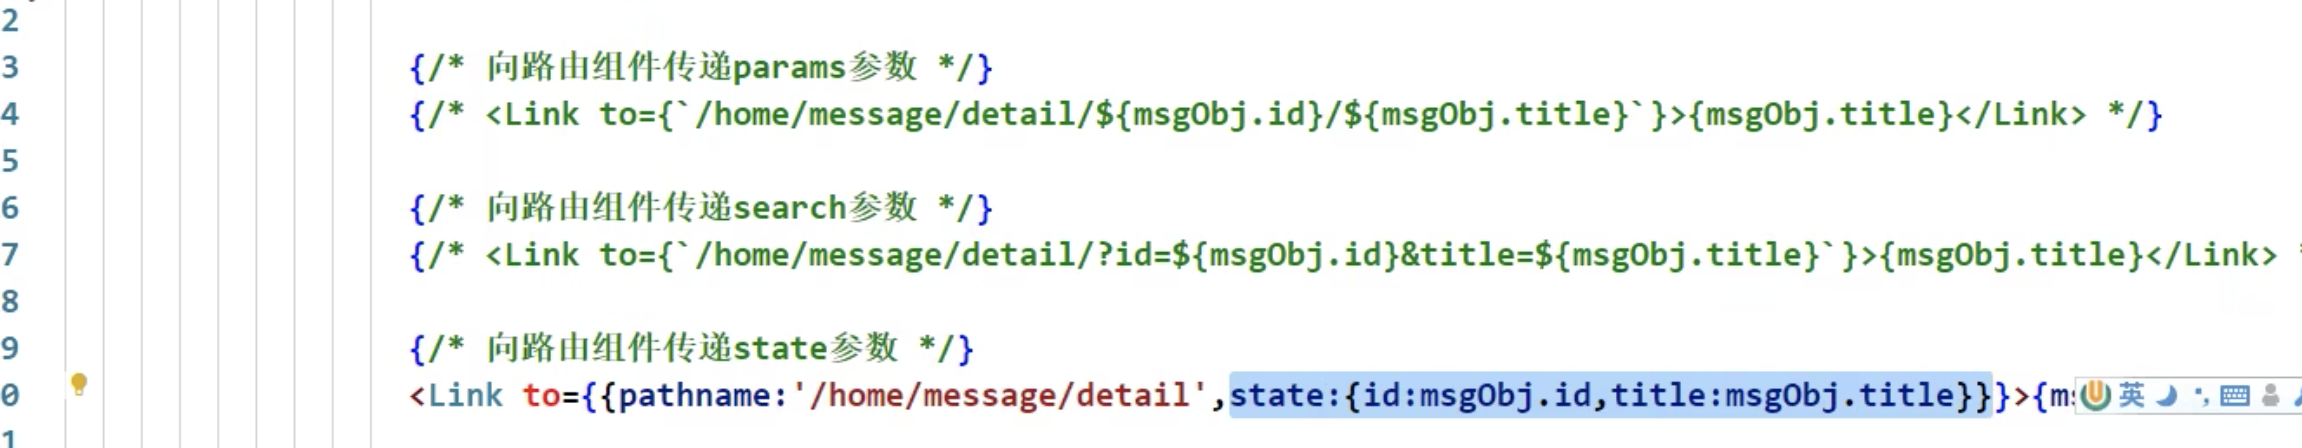 2
3 {/* 向路由组件传递params参数 */}
4 {/* <Link to={`/home/message/detail/${msgObj.id}/${msgObj.title}`}>{msgObj.title}</Link> */}
5
6 {/* 向路由组件传递search参数 */}
7 {/* <Link to={`/home/message/detail/?id=${msgObj.id}&title=${msgObj.title}`}>{msgObj.title}</Link>
8
9 {/* 向路由组件传递state参数 */}
0 <Link to={{pathname:'/home/message/detail',state:{id:msgObj.id,title:msgObj.title}}}>{m 英
1